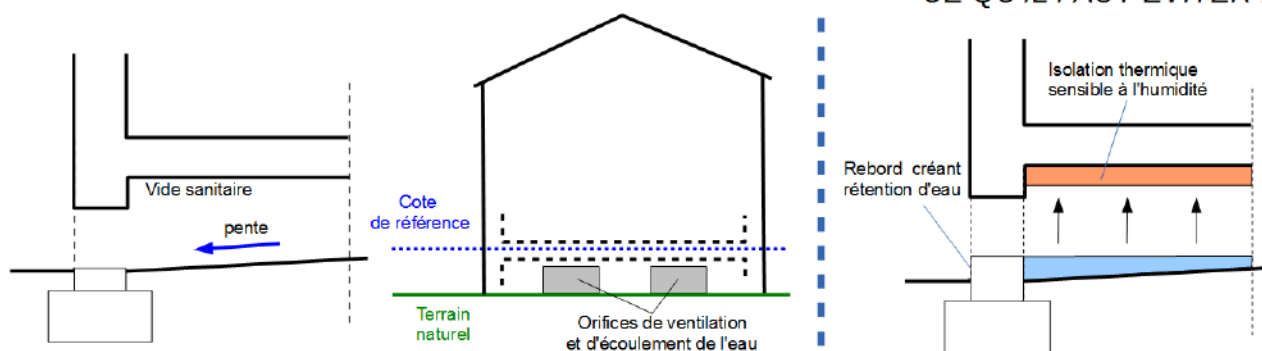 Vide sanitaire
pente
Cote
de référence
Terrain
naturel
Orifices de ventilation
et d'écoulement de l'eau
Isolation thermique
sensible à l'humidité
Rebord créant
rétention d'eau